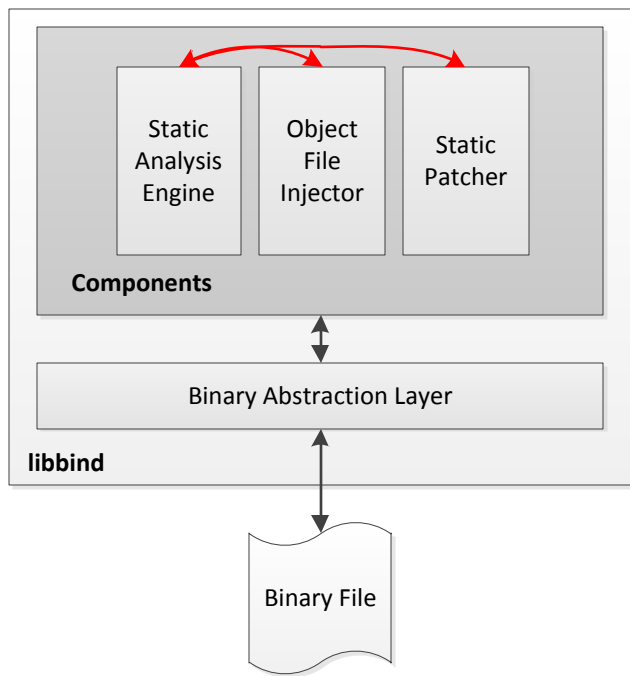 Static
Analysis
Engine
Object
File
Injector
Static
Patcher
Components
Binary Abstraction Layer
libbind
Binary File